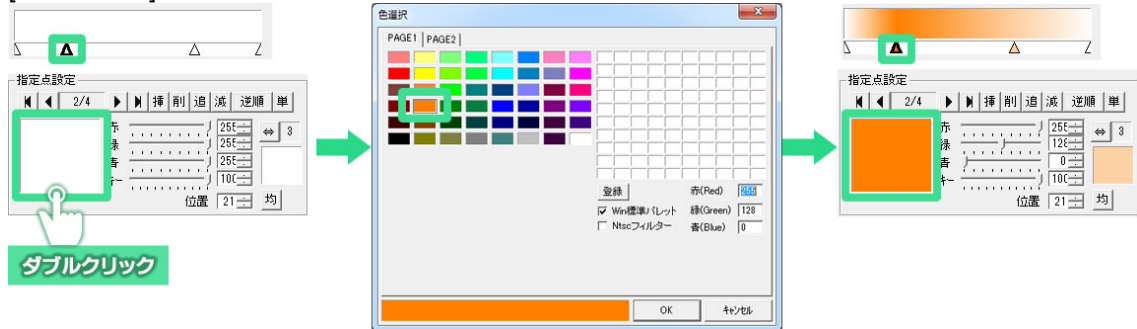 指定点設定
2/4
挿 削 追 減 逆順 単
赤 255
緑 255
青 255
キー 100
3
位置 21 均
ダブルクリック
色選択
PAGE1 PAGE2
登録
Win標準パレット
Ntscフィルター
赤(Red) 255
緑(Green) 128
青(Blue) 0
OK キャンセル
指定点設定
2/4
挿 削 追 減 逆順 単
赤 255
緑 128
青 0
キー 100
3
位置 21 均